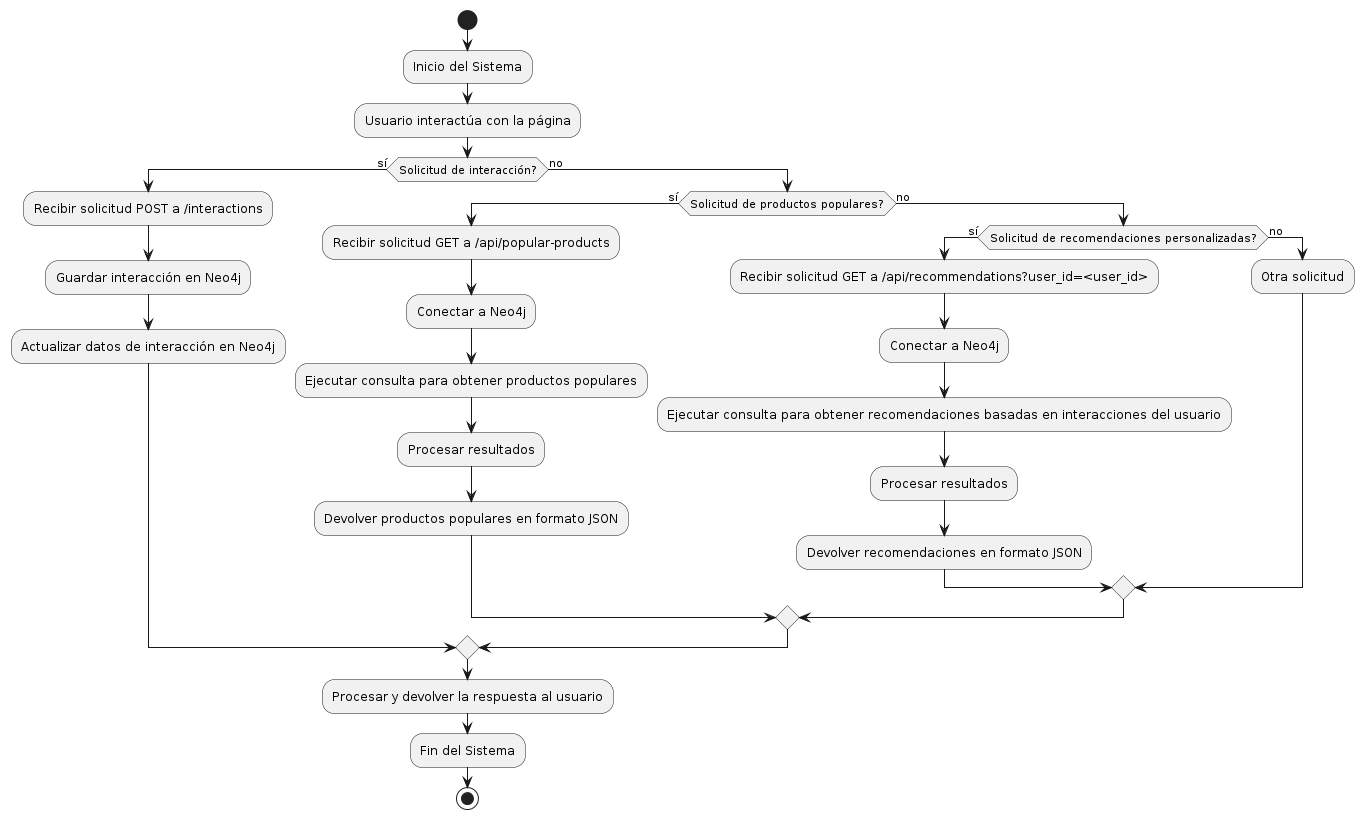 Inicio del Sistema
Usuario interactúa con la página
sí
Solicitud de interacción?
no
Recibir solicitud POST a /interactions
Guardar interacción en Neo4j
Actualizar datos de interacción en Neo4j
sí
Solicitud de productos populares?
no
Recibir solicitud GET a /api/popular-products
Conectar a Neo4j
Ejecutar consulta para obtener productos populares
Procesar resultados
Devolver productos populares en formato JSON
sí
Solicitud de recomendaciones personalizadas?
no
Recibir solicitud GET a /api/recommendations?user_id=<user_id>
Conectar a Neo4j
Ejecutar consulta para obtener recomendaciones basadas en interacciones del usuario
Procesar resultados
Devolver recomendaciones en formato JSON
Otra solicitud
Procesar y devolver la respuesta al usuario
Fin del Sistema